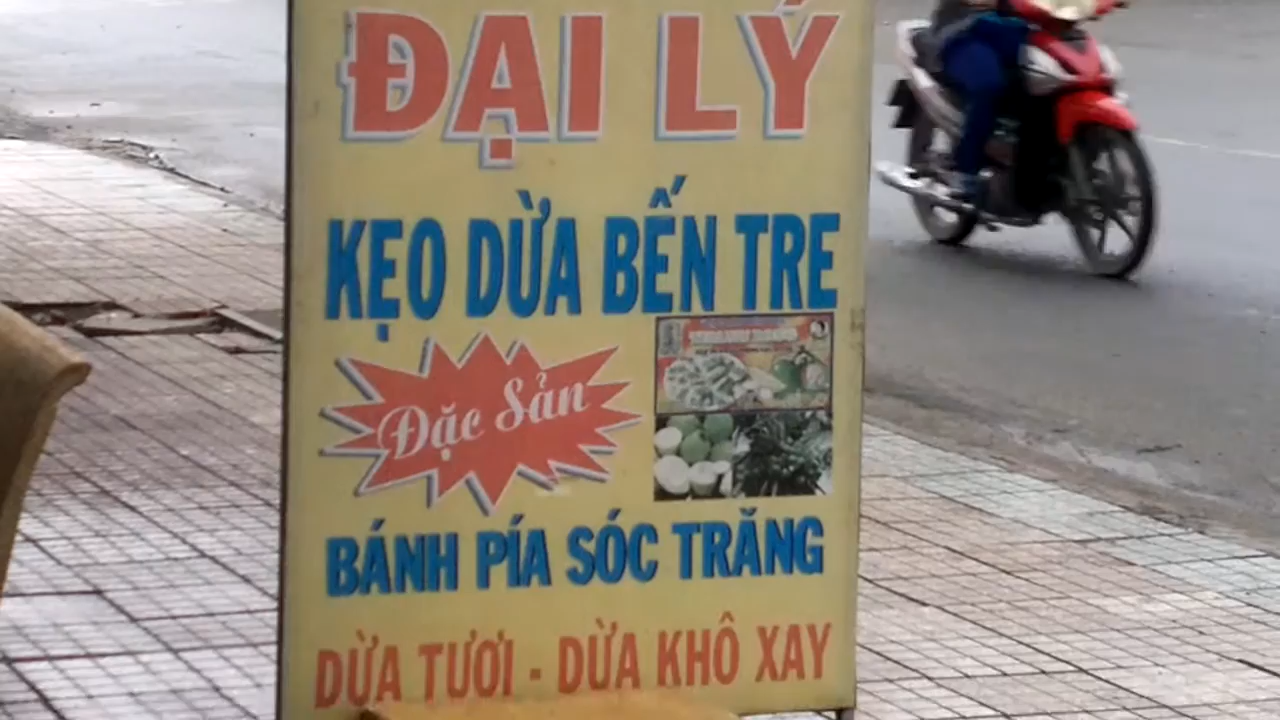 ĐẠI LÝ
KẸO DỪA BẾN TRE
Đặc Sản
BÁNH PÍA SÓC TRĂNG
DỪA TƯƠI - DỪA KHÔ XAY